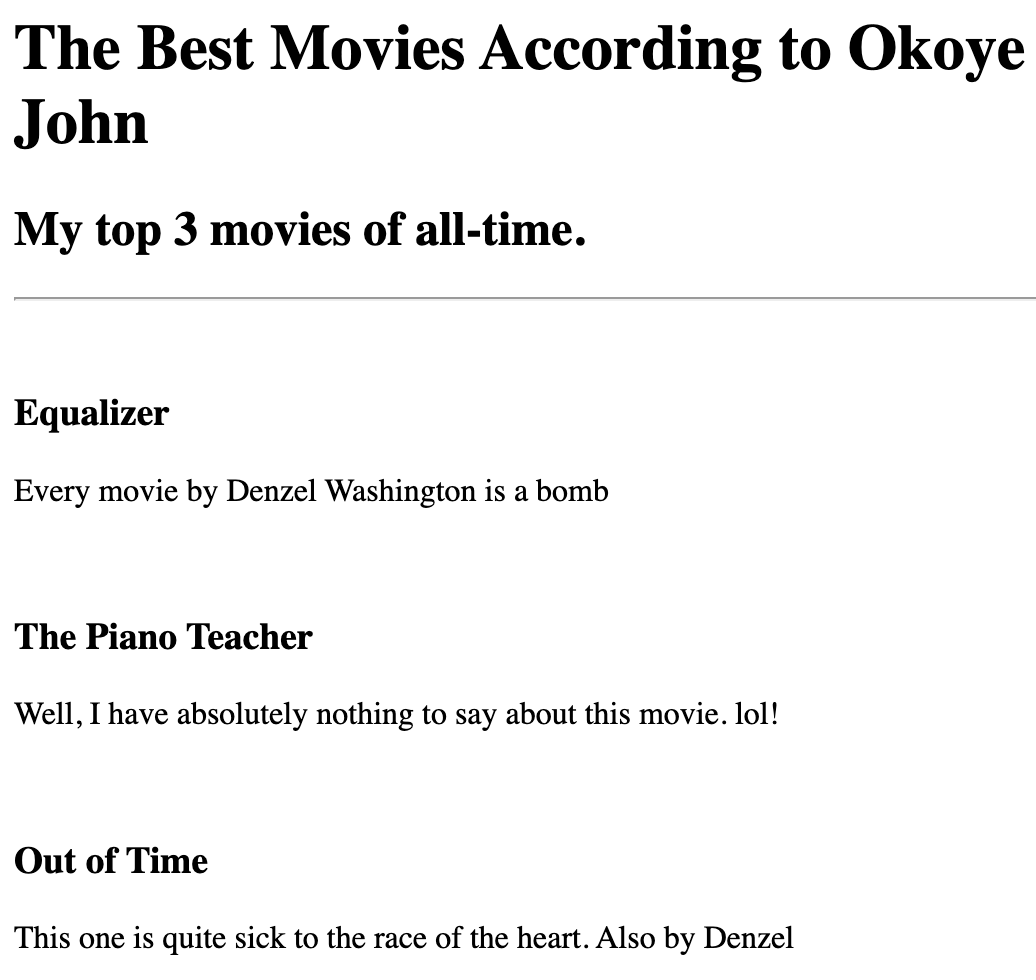 The Best Movies According to Okoye
John
My top 3 movies of all-time.
Equalizer
Every movie by Denzel Washington is a bomb
The Piano Teacher
Well, I have absolutely nothing to say about this movie. lol!
Out of Time
This one is quite sick to the race of the heart. Also by Denzel